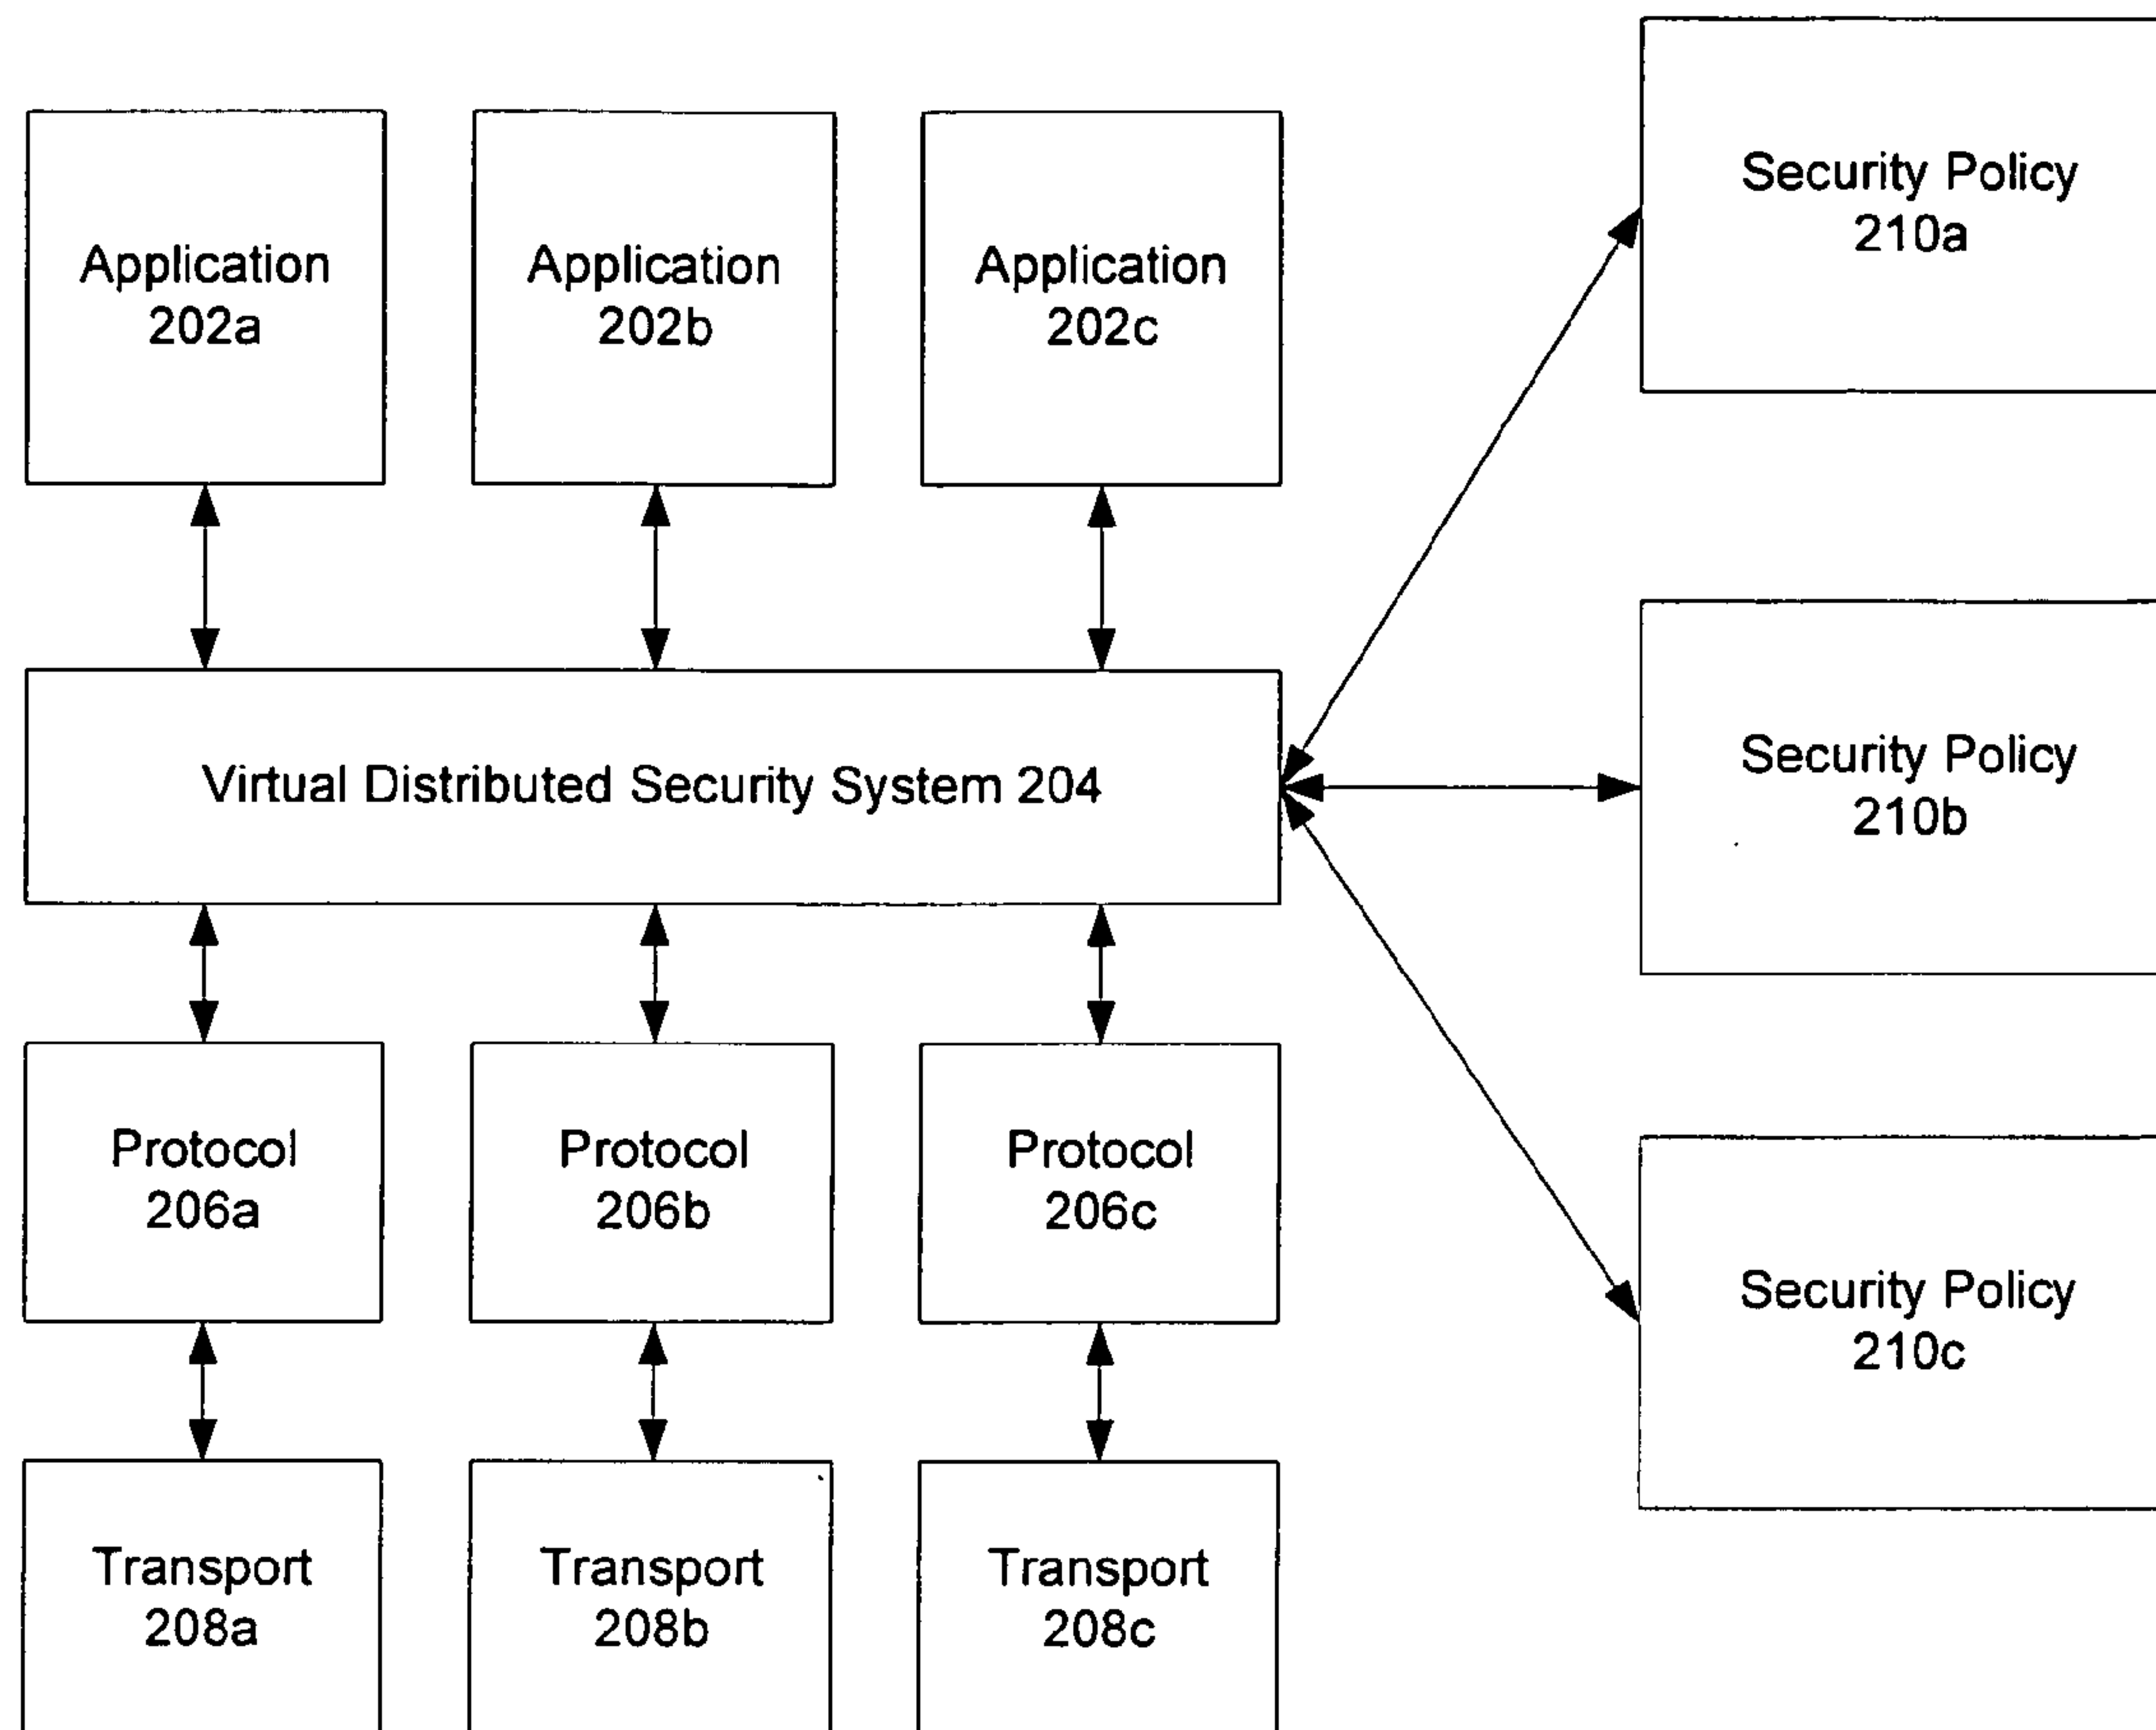 Application
202a
Application
202b
Application
202c
Security Policy
210a
Virtual Distributed Security System 204
Security Policy
210b
Protocol
206a
Protocol
206b
Protocol
206c
Security Policy
210c
Transport
208a
Transport
208b
Transport
208c